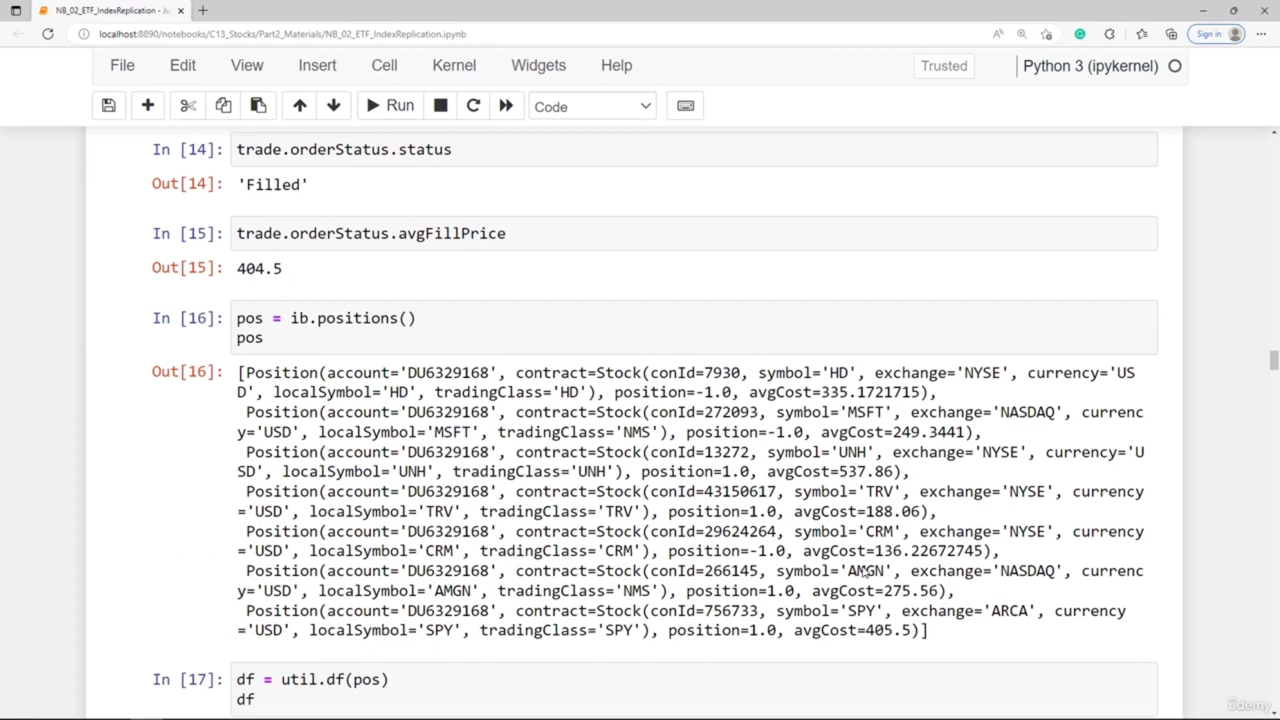 NB_02_ETF_IndexReplication - Ju
localhost:8890/notebooks/C13_Stocks/Part2_Materials/NB_02_ETF_IndexReplication.ipynb
Sign in
File Edit View Insert Cell Kernel Widgets Help Trusted Python 3 (ipykernel)
Run Code
In [14]: trade.orderStatus.status
Out[14]: 'Filled'
In [15]: trade.orderStatus.avgFillPrice
Out[15]: 404.5
In [16]: pos = ib.positions()
pos
Out[16]: [Position(account='DU6329168', contract=Stock(conId=7930, symbol='HD', exchange='NYSE', currency='US
D', localSymbol='HD', tradingClass='HD'), position=-1.0, avgCost=335.1721715),
Position(account='DU6329168', contract=Stock(conId=272093, symbol='MSFT', exchange='NASDAQ', currenc
y='USD', localSymbol='MSFT', tradingClass='NMS'), position=-1.0, avgCost=249.3441),
Position(account='DU6329168', contract=Stock(conId=13272, symbol='UNH', exchange='NYSE', currency='U
SD', localSymbol='UNH', tradingClass='UNH'), position=1.0, avgCost=537.86),
Position(account='DU6329168', contract=Stock(conId=43150617, symbol='TRV', exchange='NYSE', currency
='USD', localSymbol='TRV', tradingClass='TRV'), position=1.0, avgCost=188.06),
Position(account='DU6329168', contract=Stock(conId=29624264, symbol='CRM', exchange='NYSE', currency
='USD', localSymbol='CRM', tradingClass='CRM'), position=-1.0, avgCost=136.22672745),
Position(account='DU6329168', contract=Stock(conId=266145, symbol='AMGN', exchange='NASDAQ', currenc
y='USD', localSymbol='AMGN', tradingClass='NMS'), position=1.0, avgCost=275.56),
Position(account='DU6329168', contract=Stock(conId=756733, symbol='SPY', exchange='ARCA', currency
='USD', localSymbol='SPY', tradingClass='SPY'), position=1.0, avgCost=405.5)]
In [17]: df = util.df(pos)
df
ûdemy